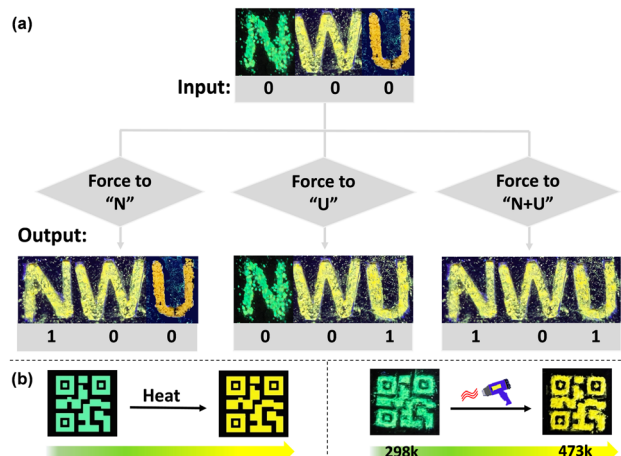 (a)
NWU
Input: 0 0 0
Force to "N"
Force to "U"
Force to "N+U"
Output:
NWU
NWU
NWU
1 0 0
0 0 1
1 0 1
(b)
Heat
298k
473k